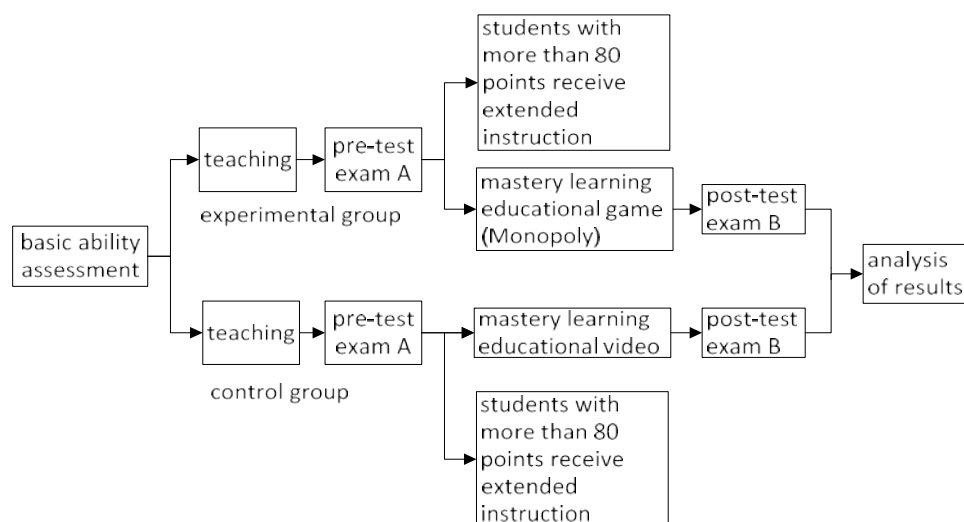 students with
more than 80
points receive
extended
instruction
teaching
pre-test
exam A
experimental group
mastery learning
educational game
(Monopoly)
post-test
exam B
basic ability
assessment
analysis
of results
teaching
pre-test
exam A
control group
mastery learning
educational video
post-test
exam B
students with
more than 80
points receive
extended
instruction